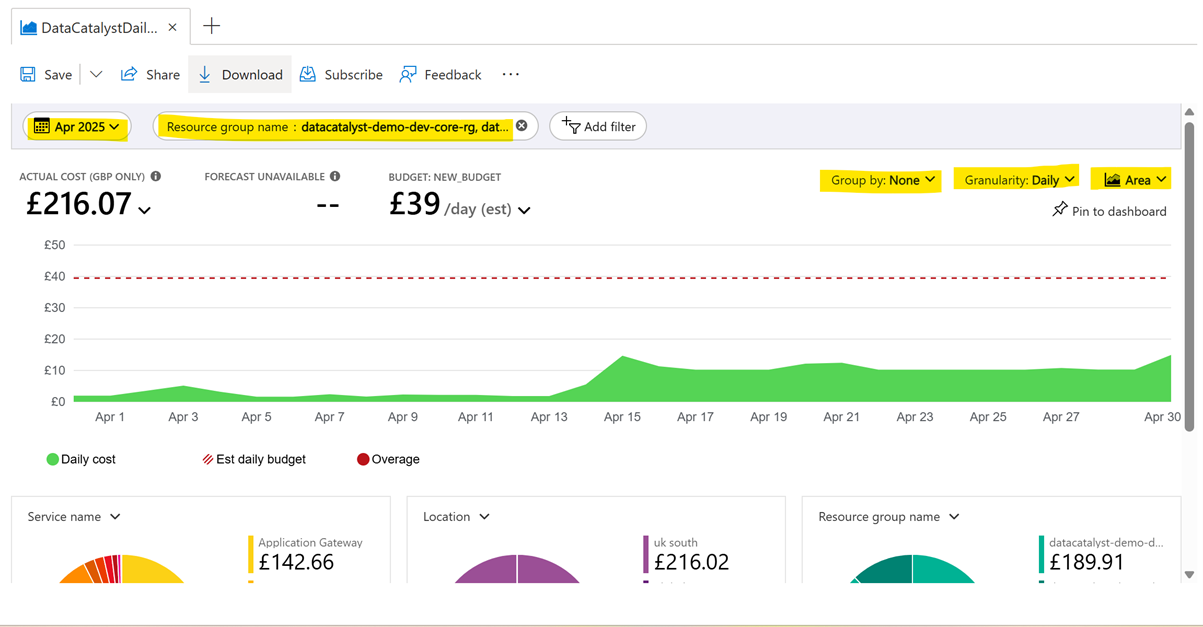 DataCatalystDail...
Save Share Download Subscribe Feedback ...
Apr 2025 Resource group name : datacatalyst-demo-dev-core-rg, dat... Add filter
ACTUAL COST (GBP ONLY) FORECAST UNAVAILABLE BUDGET: NEW_BUDGET
£216.07 -- £39 /day (est)
Group by: None Granularity: Daily Area
Pin to dashboard
£50
£40
£30
£20
£10
£0
Apr 1 Apr 3 Apr 5 Apr 7 Apr 9 Apr 11 Apr 13 Apr 15 Apr 17 Apr 19 Apr 21 Apr 23 Apr 25 Apr 27 Apr 30
Daily cost Est daily budget Overage
Service name
Application Gateway
£142.66
Location
uk south
£216.02
Resource group name
datacatalyst-demo-d...
£189.91